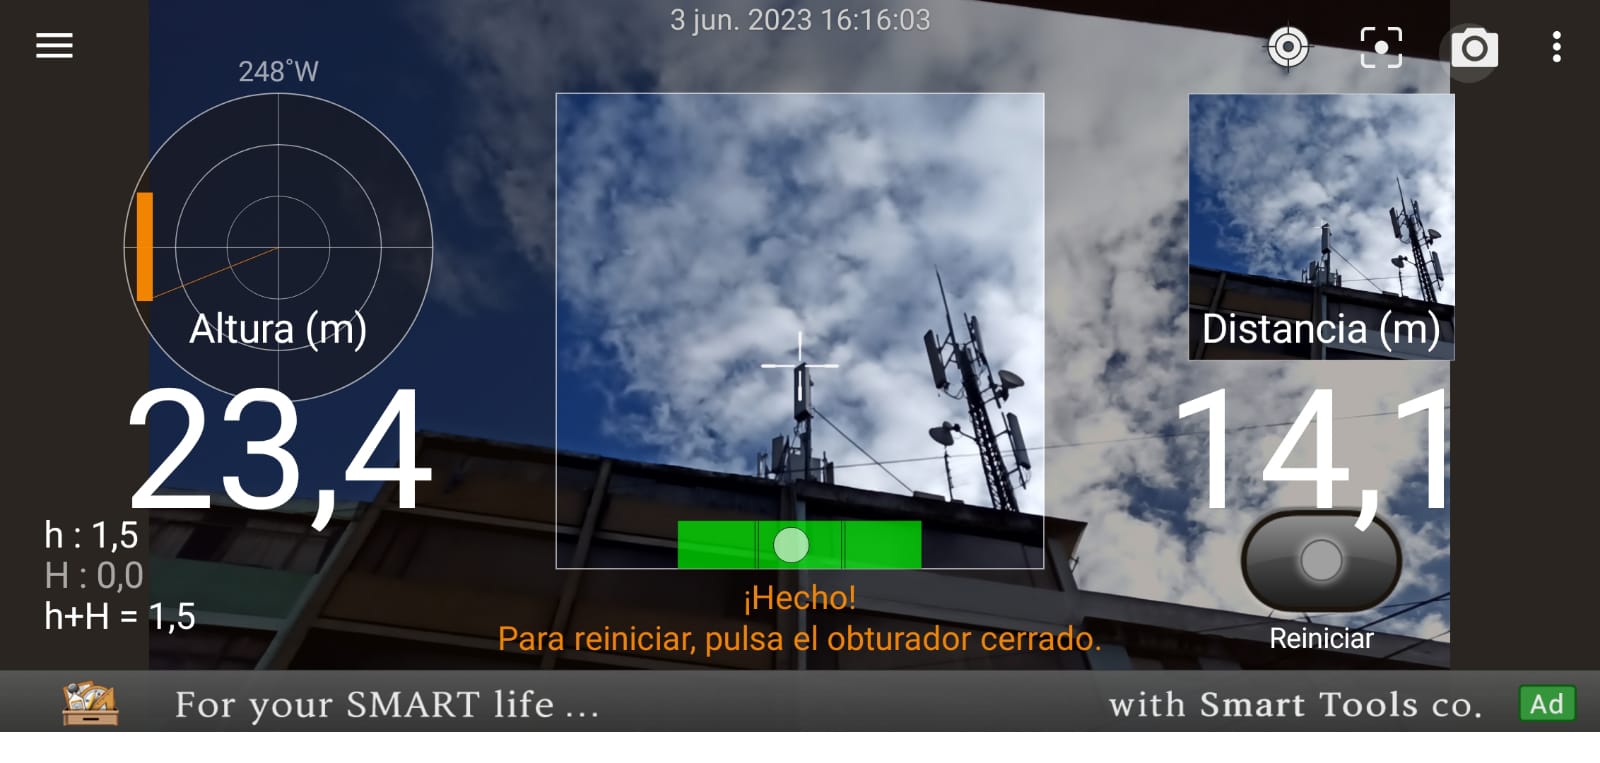 3 jun. 2023 16:16:03
248°W
Altura (m)
23,4
Distancia (m)
14,1
h : 1,5
H : 0,0
h+H = 1,5
¡Hecho!
Para reiniciar, pulsa el obturador cerrado.
Reiniciar
For your SMART life ...
with Smart Tools co.
Ad